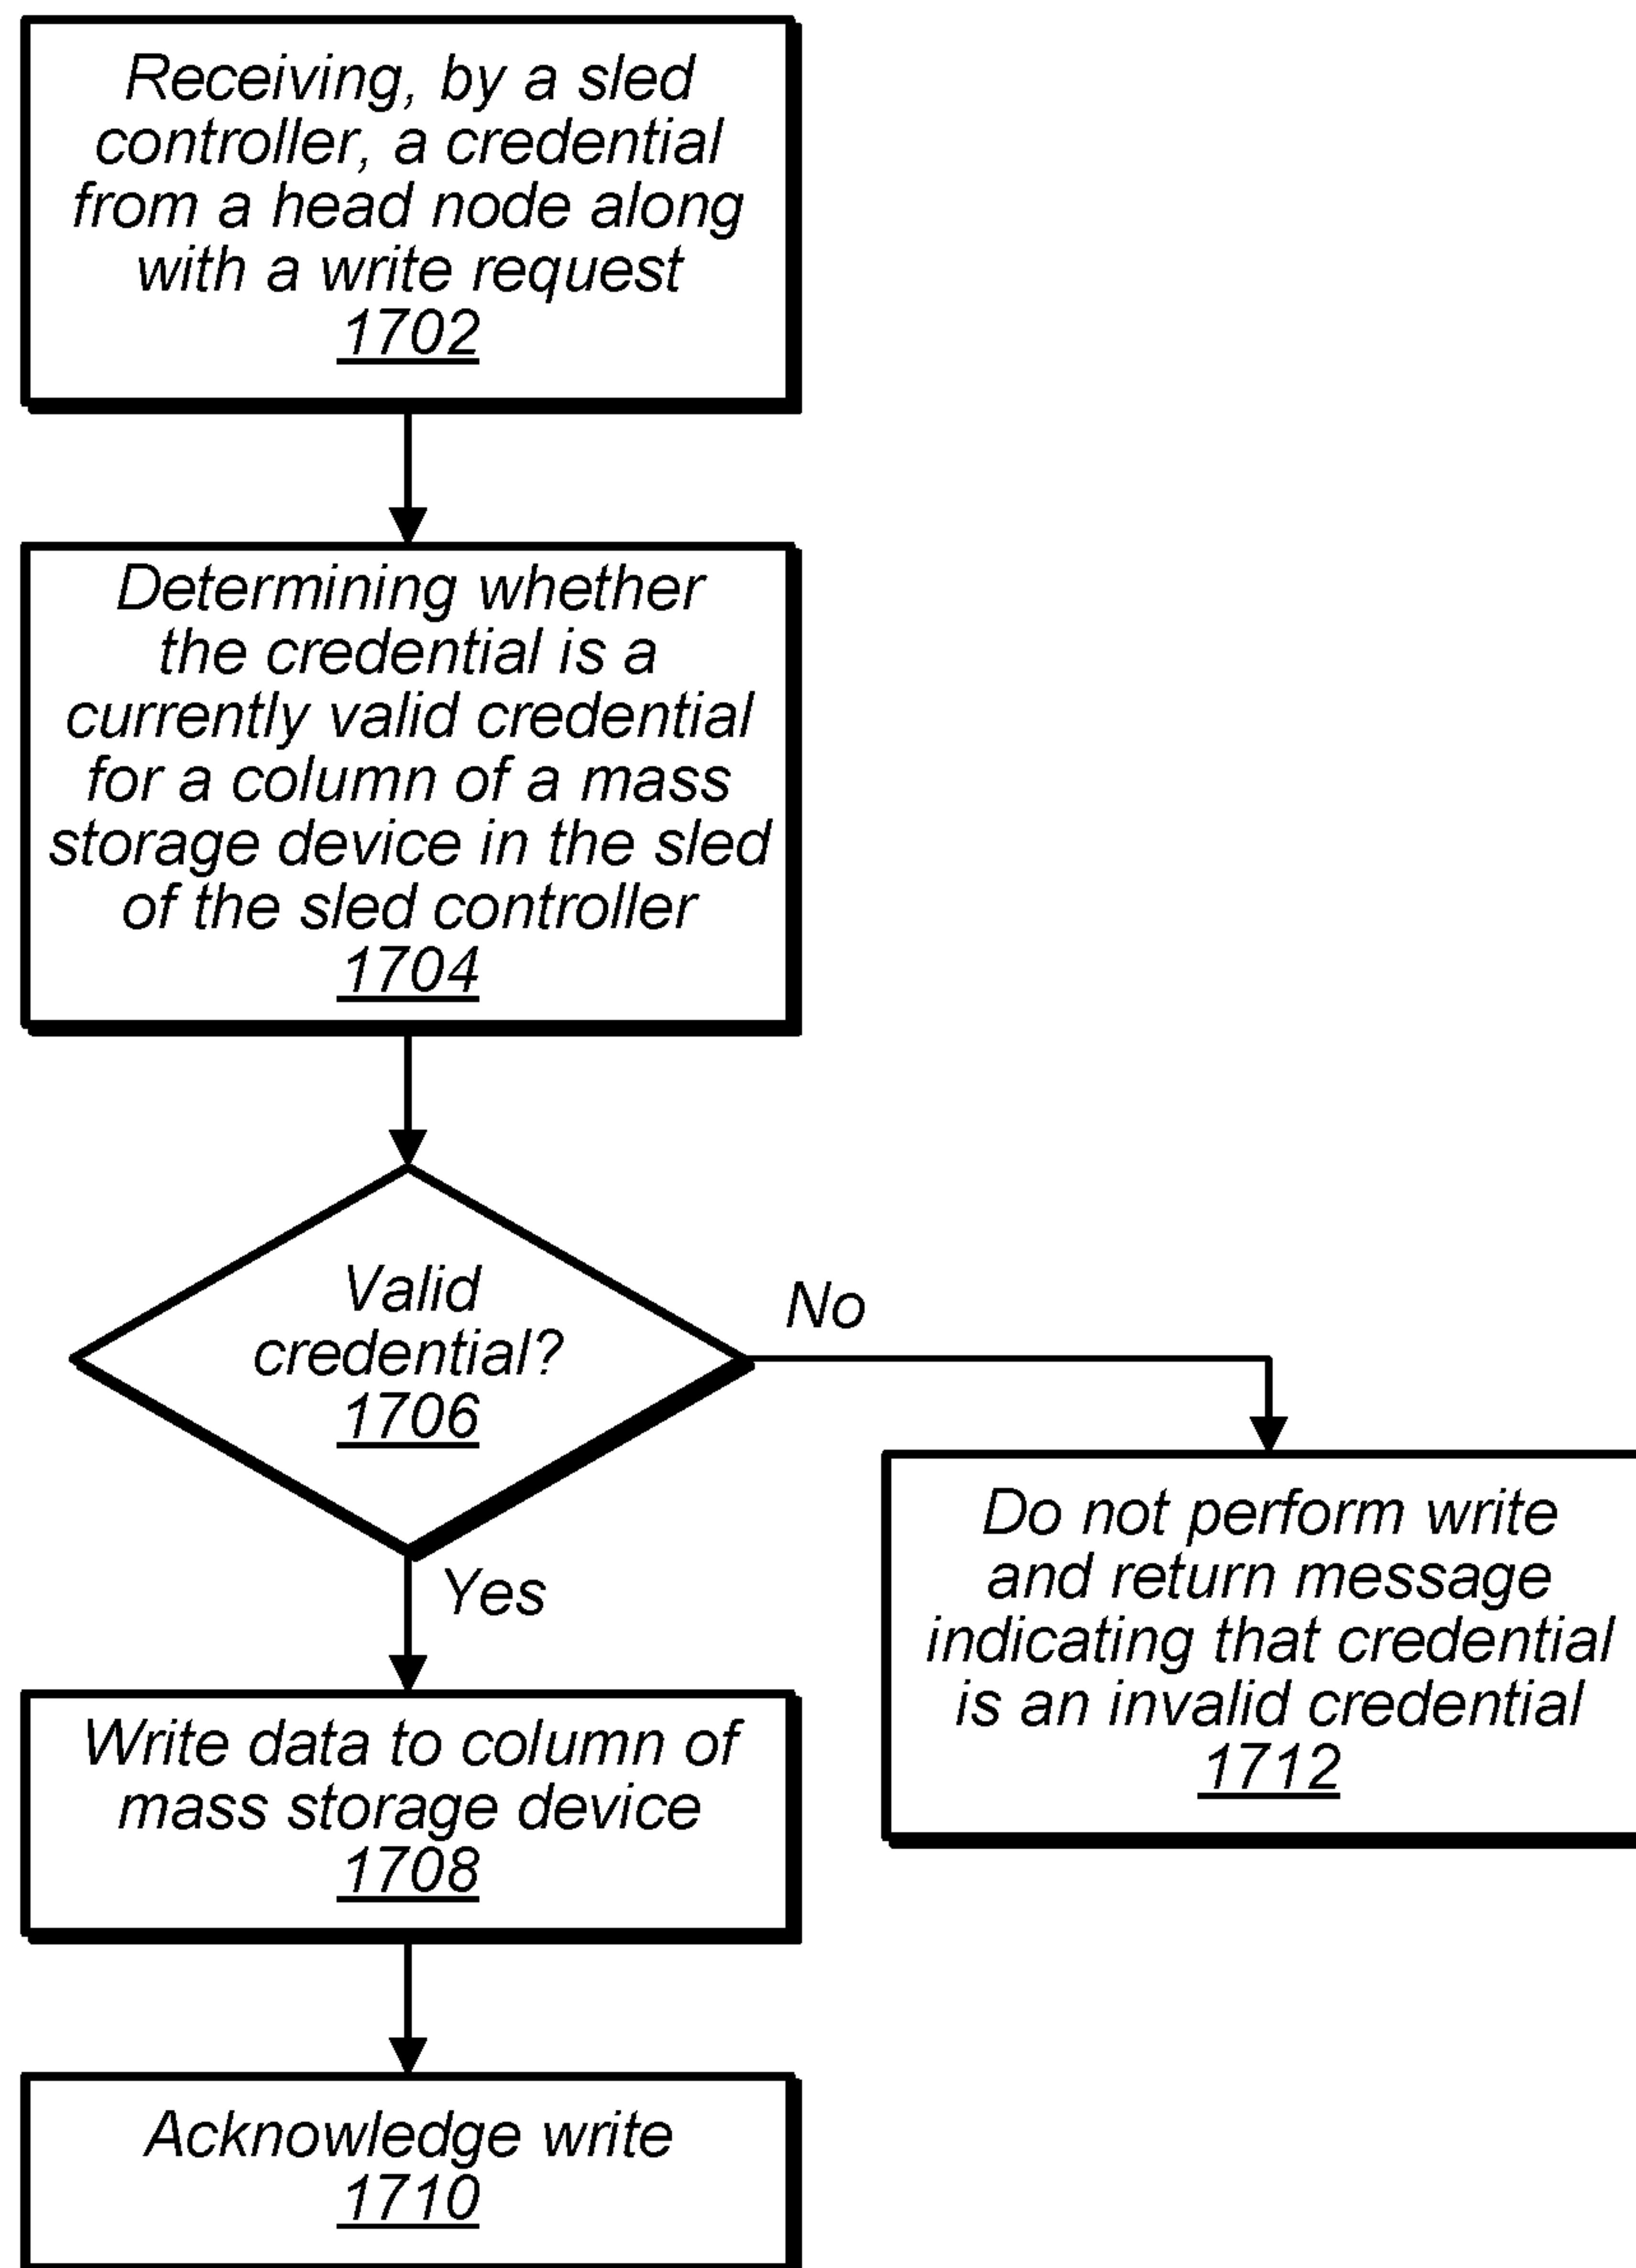 Receiving, by a sled
controller, a credential
from a head node along
with a write request
1702
Determining whether
the credential is a
currently valid credential
for a column of a mass
storage device in the sled
of the sled controller
1704
Valid
credential?
1706
No
Yes
Do not perform write
and return message
indicating that credential
is an invalid credential
1712
Write data to column of
mass storage device
1708
Acknowledge write
1710